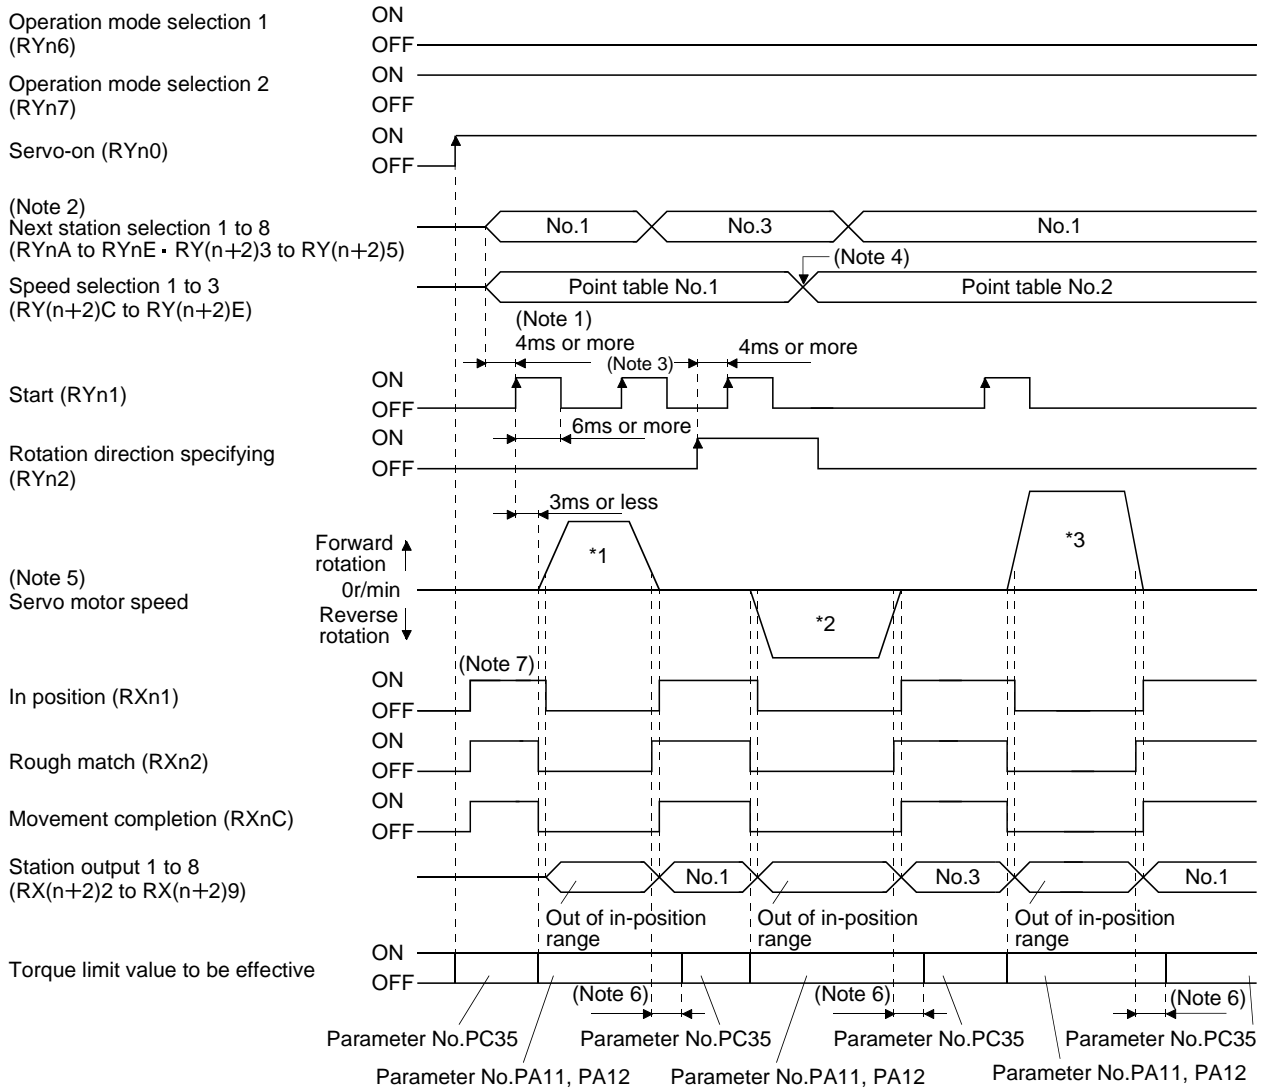 Operation mode selection 1
(RYn6)
ON
OFF
Operation mode selection 2
(RYn7)
ON
OFF
Servo-on (RYn0)
ON
OFF
(Note 2)
Next station selection 1 to 8
(RYnA to RYnE · RY(n+2)3 to RY(n+2)5)
No.1
No.3
No.1
(Note 4)
Speed selection 1 to 3
(RY(n+2)C to RY(n+2)E)
Point table No.1
Point table No.2
(Note 1)
4ms or more
(Note 3)
4ms or more
Start (RYn1)
ON
OFF
6ms or more
Rotation direction specifying
(RYn2)
ON
OFF
3ms or less
(Note 5)
Servo motor speed
Forward
rotation
0r/min
Reverse
rotation
*1
*2
*3
(Note 7)
In position (RXn1)
ON
OFF
Rough match (RXn2)
ON
OFF
Movement completion (RXnC)
ON
OFF
Station output 1 to 8
(RX(n+2)2 to RX(n+2)9)
No.1
No.3
No.1
Out of in-position
range
Out of in-position
range
Out of in-position
range
Torque limit value to be effective
ON
OFF
(Note 6)
(Note 6)
(Note 6)
Parameter No.PC35
Parameter No.PC35
Parameter No.PC35
Parameter No.PC35
Parameter No.PA11, PA12
Parameter No.PA11, PA12
Parameter No.PA11, PA12